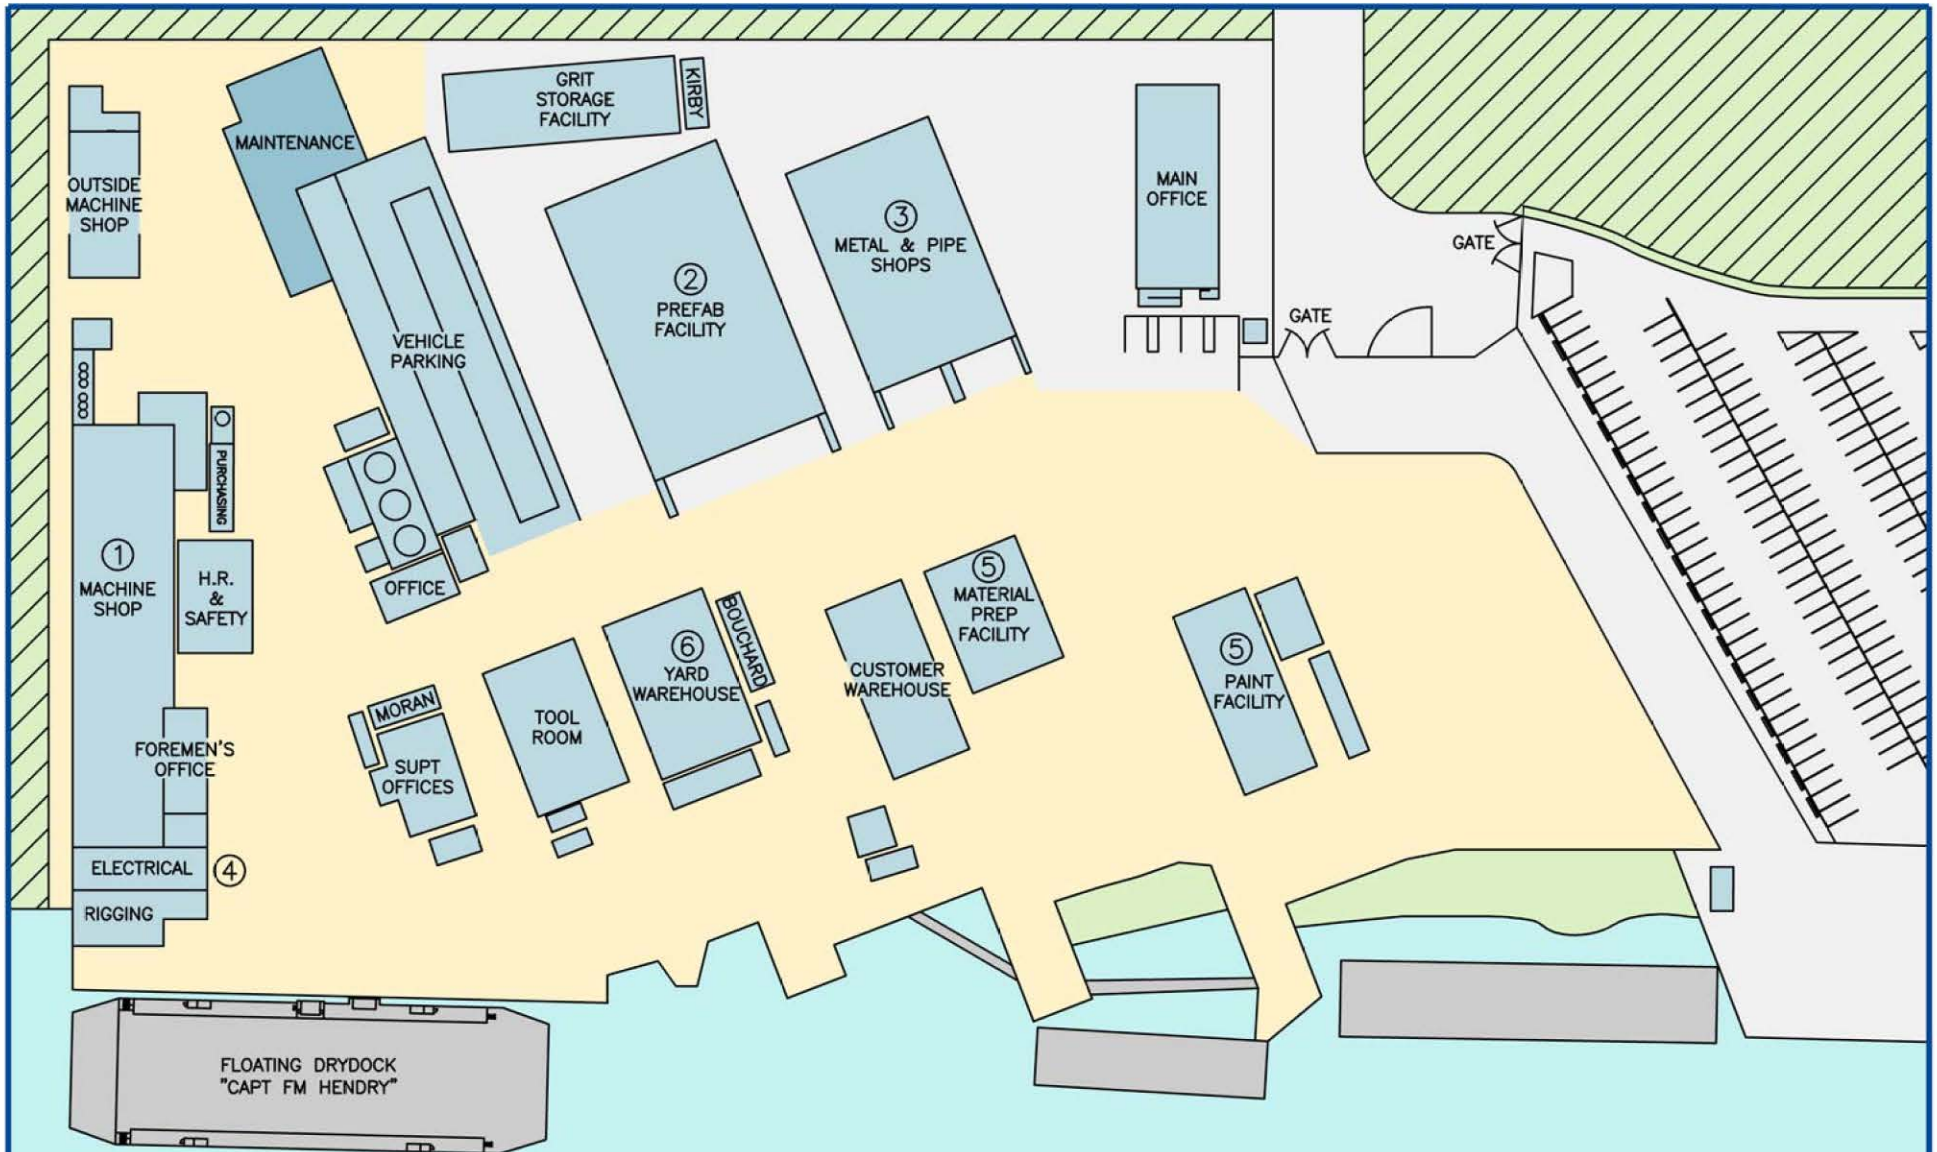 GRIT
STORAGE
FACILITY
KIRBY
MAINTENANCE
OUTSIDE
MACHINE
SHOP
MAIN
OFFICE
3
METAL & PIPE
SHOPS
GATE
2
PREFAB
FACILITY
GATE
VEHICLE
PARKING
PURCHASING
1
MACHINE
SHOP
H.R.
&
SAFETY
OFFICE
5
MATERIAL
PREP
FACILITY
BOUCHARD
6
YARD
WAREHOUSE
CUSTOMER
WAREHOUSE
5
PAINT
FACILITY
MORAN
TOOL
ROOM
FOREMEN'S
OFFICE
SUPT
OFFICES
ELECTRICAL
4
RIGGING
FLOATING DRYDOCK
"CAPT FM HENDRY"